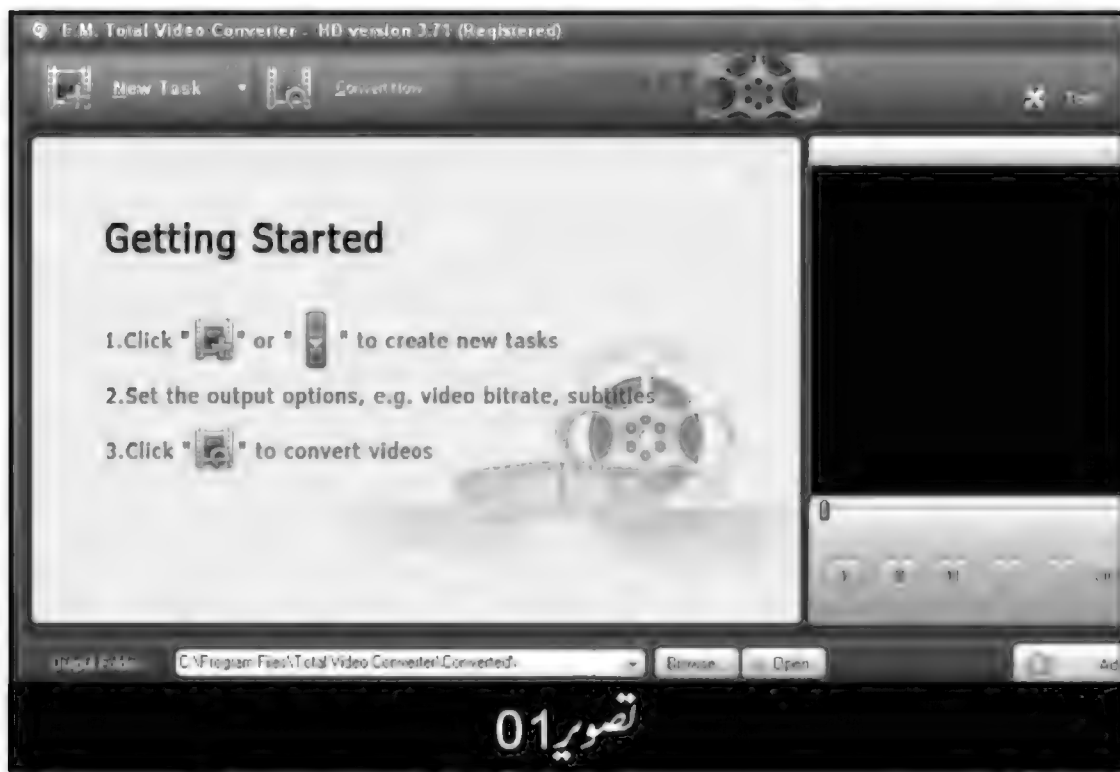 E.M. Total Video Converter - HD version 3.71 (Registered)
New Task
Convert Now
Getting Started
1.Click " " or " " to create new tasks
2.Set the output options, e.g. video bitrate, subtitles
3.Click " " to convert videos
C:\Program Files\Total Video Converter\Converted\
Browse...
Open
تصویر01